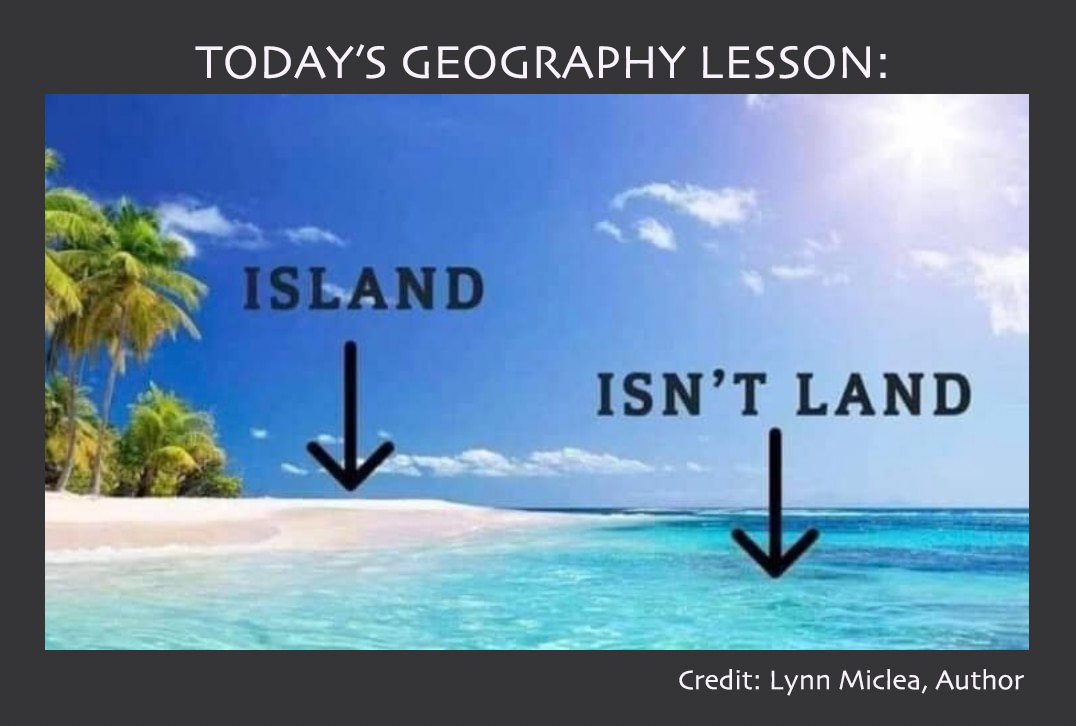 TODAY'S GEOGRAPHY LESSON:
ISLAND
ISN'T LAND
Credit: Lynn Miclea, Author